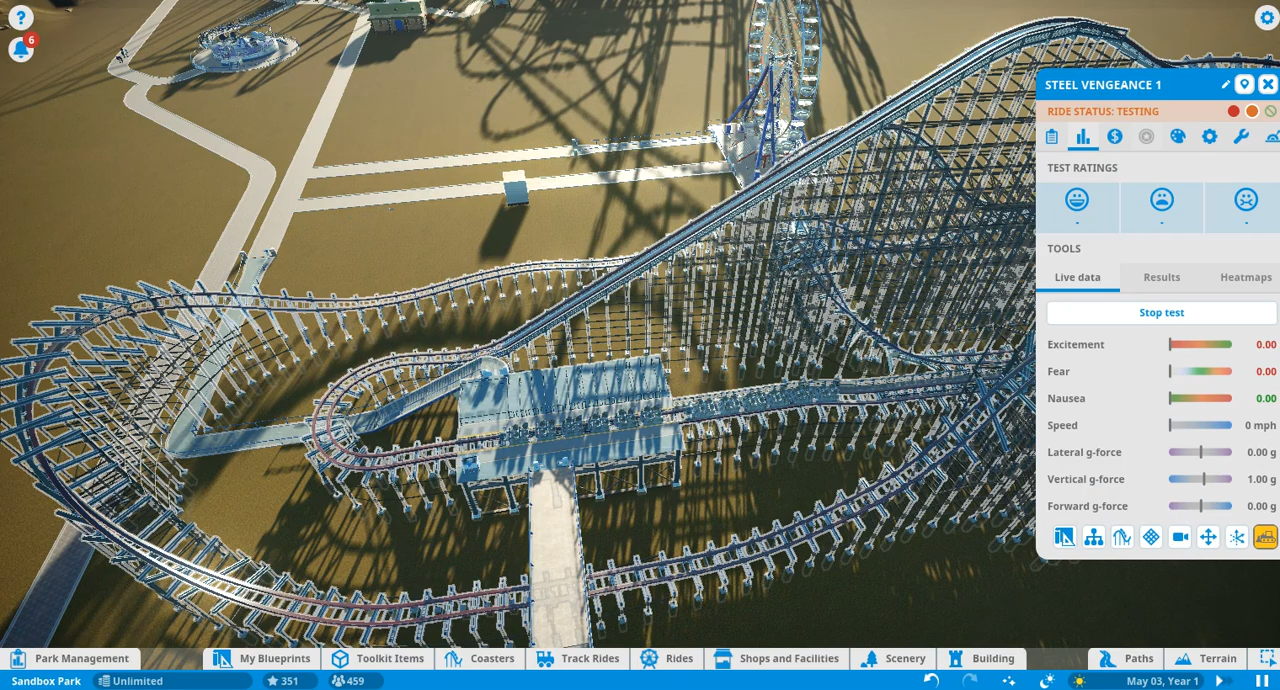 ?
6
STEEL VENGEANCE 1
RIDE STATUS: TESTING
TEST RATINGS
- - -
TOOLS
Live data Results Heatmaps
Stop test
Excitement 0.00
Fear 0.00
Nausea 0.00
Speed 0 mph
Lateral g-force 0.00 g
Vertical g-force 1.00 g
Forward g-force 0.00 g
Park Management My Blueprints Toolkit Items Coasters Track Rides Rides Shops and Facilities Scenery Building Paths Terrain
Sandbox Park Unlimited 351 459 May 03, Year 1